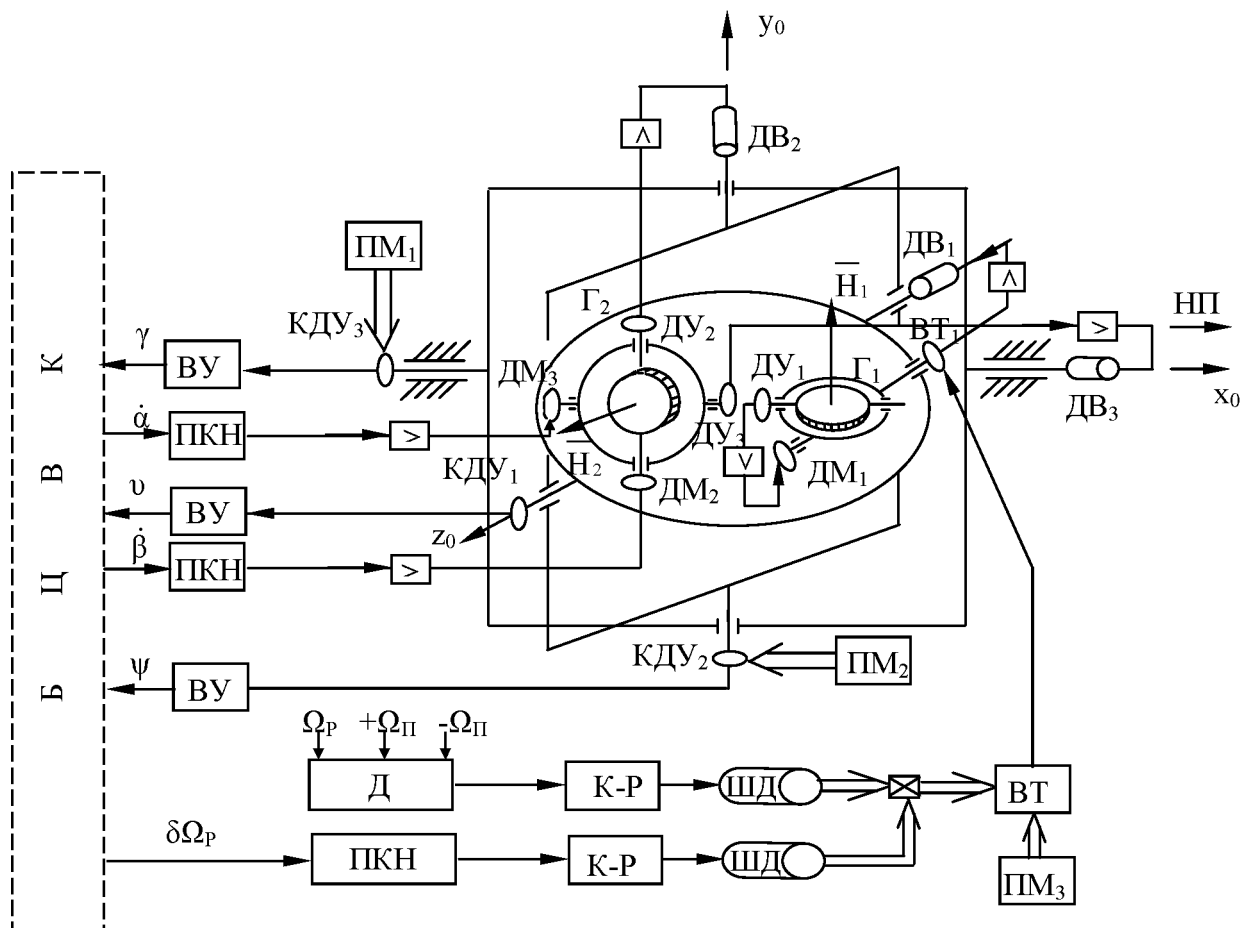 y₀
ДВ₂
>
ПМ₁
ДВ₁
H₁
>
НП
Г₂
КДУ₃
γ
ВУ
ДУ₂
ВТ₁
>
x₀
ДВ₃
ДМ₃
ДУ₁
Г₁
α̇
ПКН
>
ДУ₃
H₂
КДУ₁
>
ДМ₁
ДМ₂
υ
ВУ
z₀
β̇
ПКН
>
КДУ₂
ПМ₂
ψ
ВУ
Б Ц В К
Ω_Р +Ω_П -Ω_П
Д
К-Р
ШД
ВТ
δΩ_Р
ПКН
К-Р
ШД
ПМ₃